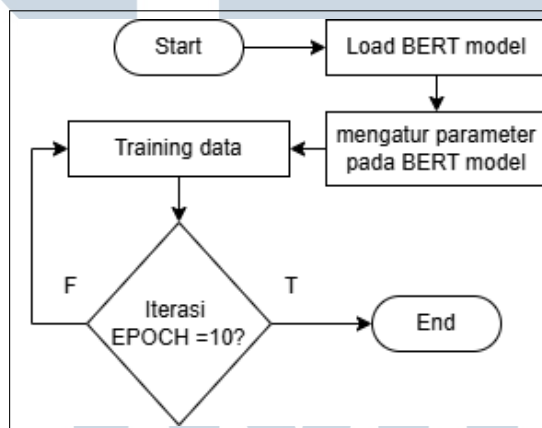 Start
Load BERT model
mengatur parameter
pada BERT model
Training data
F
T
Iterasi
EPOCH =10?
End